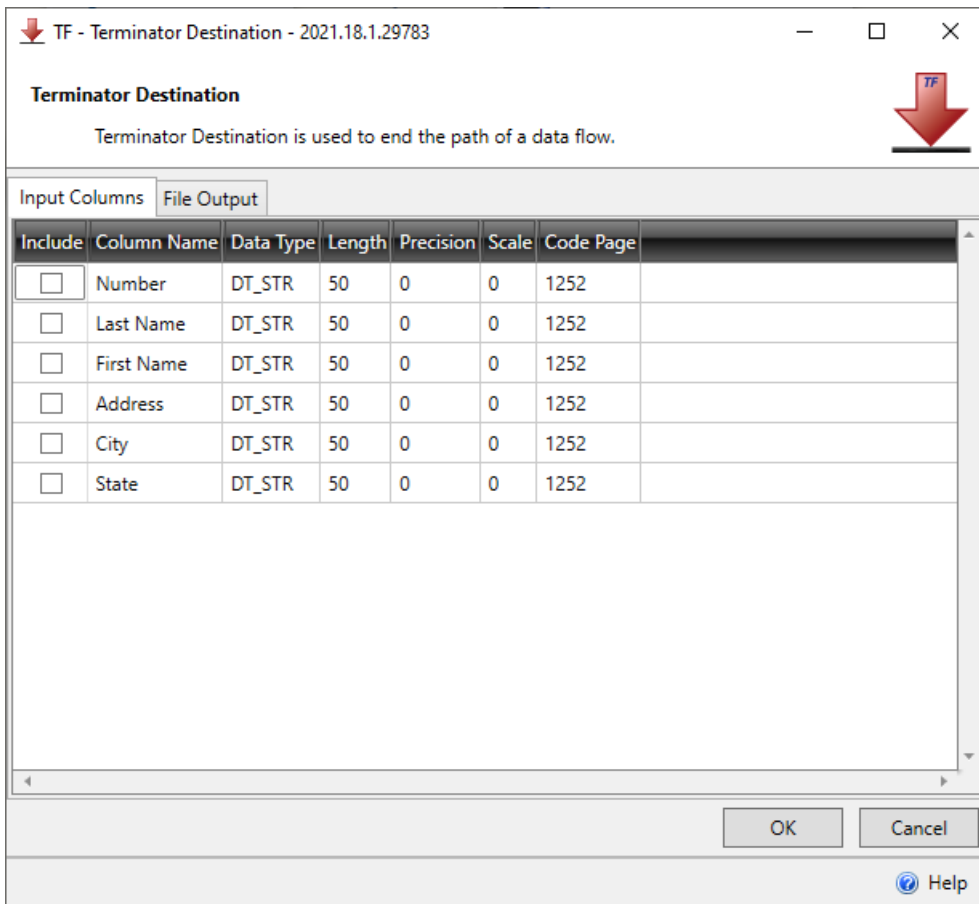 TF - Terminator Destination - 2021.18.1.29783
Terminator Destination
TF
Terminator Destination is used to end the path of a data flow.
Input Columns File Output
Include Column Name Data Type Length Precision Scale Code Page
Number DT_STR 50 0 0 1252
Last Name DT_STR 50 0 0 1252
First Name DT_STR 50 0 0 1252
Address DT_STR 50 0 0 1252
City DT_STR 50 0 0 1252
State DT_STR 50 0 0 1252
OK Cancel
Help